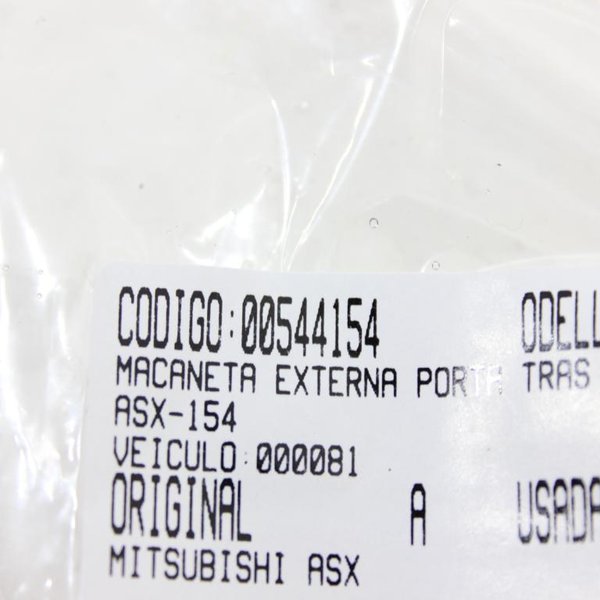 CODIGO:00544154 ODELL
MACANETA EXTERNA PORTA TRAS
ASX-154
VEICULO:000081
ORIGINAL A USADA
MITSUBISHI ASX